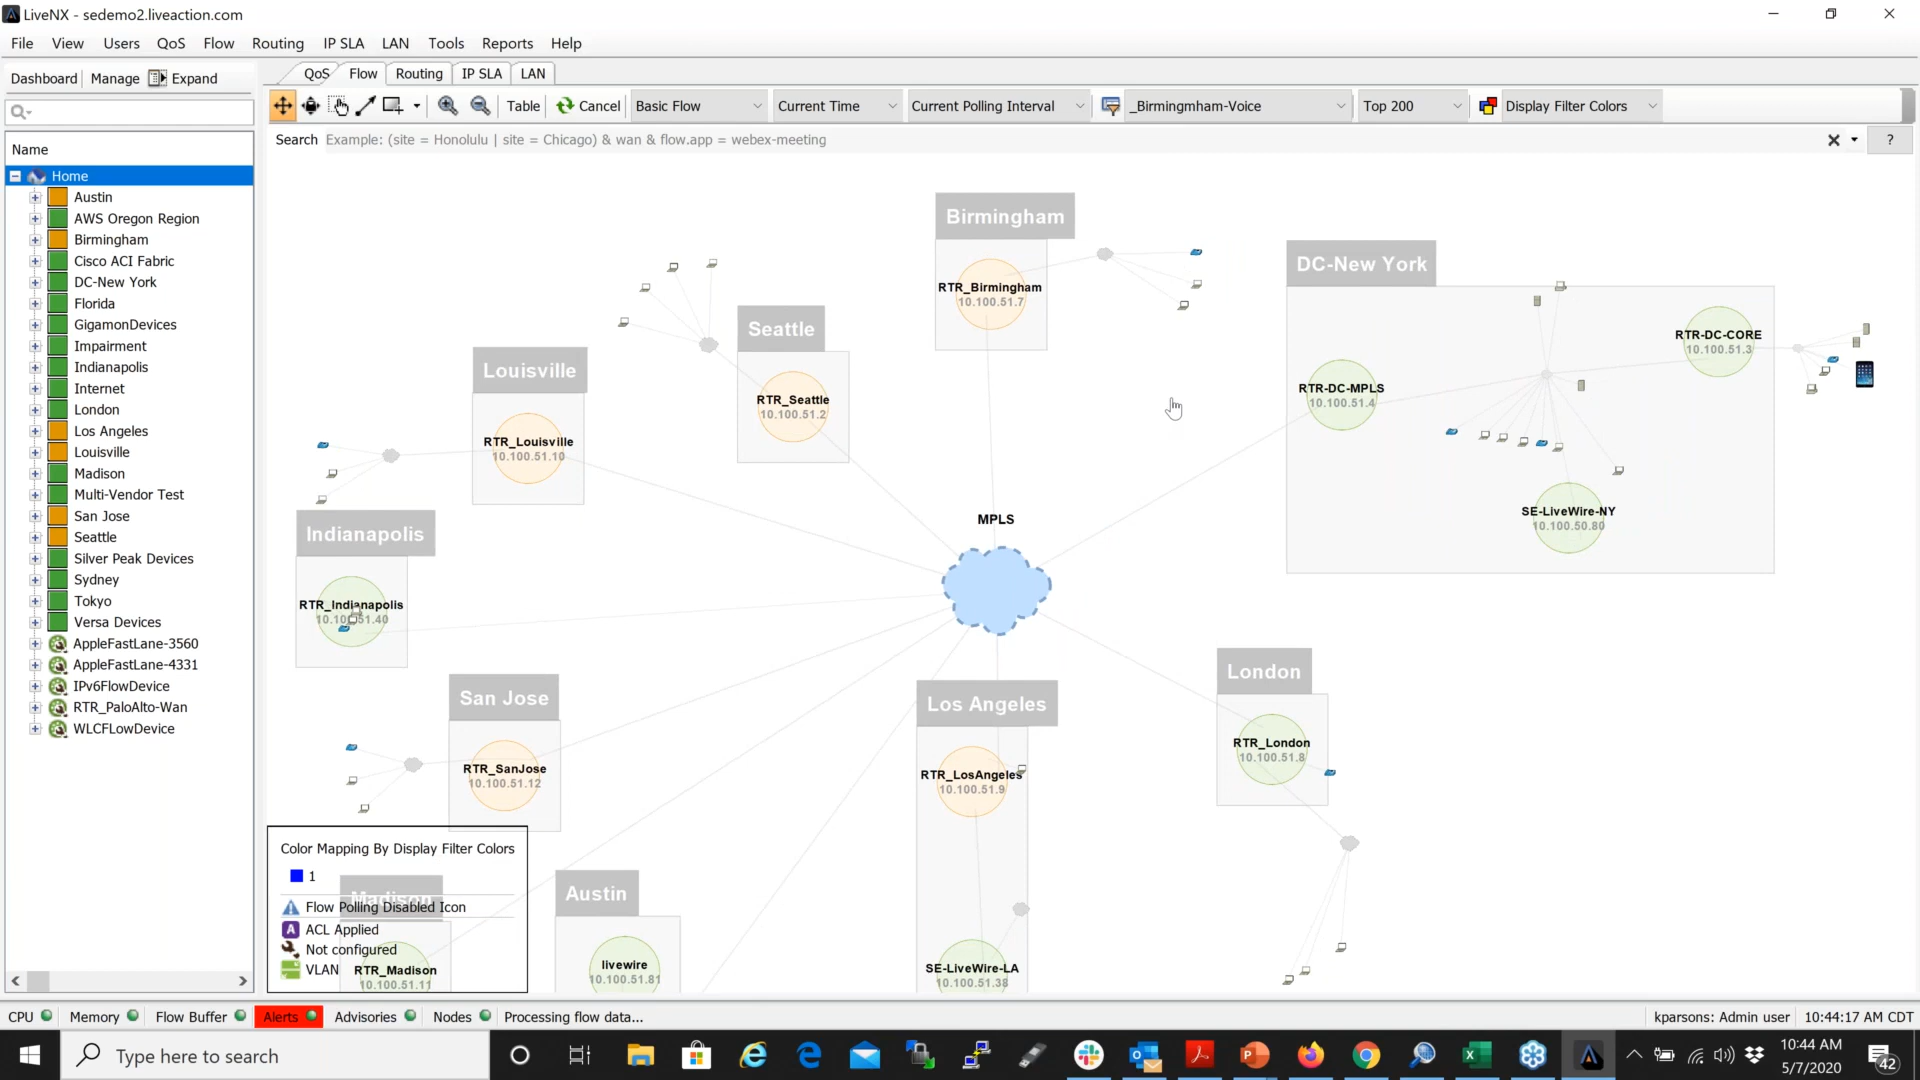 LiveNX - sedemo2.liveaction.com
File View Users QoS Flow Routing IP SLA LAN Tools Reports Help
Dashboard Manage Expand
QoS Flow Routing IP SLA LAN
Table Cancel Basic Flow Current Time Current Polling Interval _Birmingmham-Voice Top 200 Display Filter Colors
Search Example: (site = Honolulu | site = Chicago) & wan & flow.app = webex-meeting ?
Name
Home
Austin
AWS Oregon Region
Birmingham
Cisco ACI Fabric
DC-New York
Florida
GigamonDevices
Impairment
Indianapolis
Internet
London
Los Angeles
Louisville
Madison
Multi-Vendor Test
San Jose
Seattle
Silver Peak Devices
Sydney
Tokyo
Versa Devices
AppleFastLane-3560
AppleFastLane-4331
IPv6FlowDevice
RTR_PaloAlto-Wan
WLCFLowDevice
Birmingham
RTR_Birmingham
10.100.51.7
DC-New York
RTR-DC-CORE
10.100.51.3
RTR-DC-MPLS
10.100.51.4
SE-LiveWire-NY
10.100.50.80
Seattle
RTR_Seattle
10.100.51.2
Louisville
RTR_Louisville
10.100.51.10
Indianapolis
RTR_Indianapolis
10.100.51.40
MPLS
San Jose
RTR_SanJose
10.100.51.12
Los Angeles
RTR_LosAngeles
10.100.51.9
SE-LiveWire-LA
10.100.51.38
London
RTR_London
10.100.51.8
Austin
livewire
10.100.51.81
Madison
RTR_Madison
10.100.51.11
Color Mapping By Display Filter Colors
1
Flow Polling Disabled Icon
A ACL Applied
Not configured
VLAN
CPU Memory Flow Buffer Alerts Advisories Nodes Processing flow data... kparsons: Admin user 10:44:17 AM CDT
Type here to search
10:44 AM
5/7/2020
42